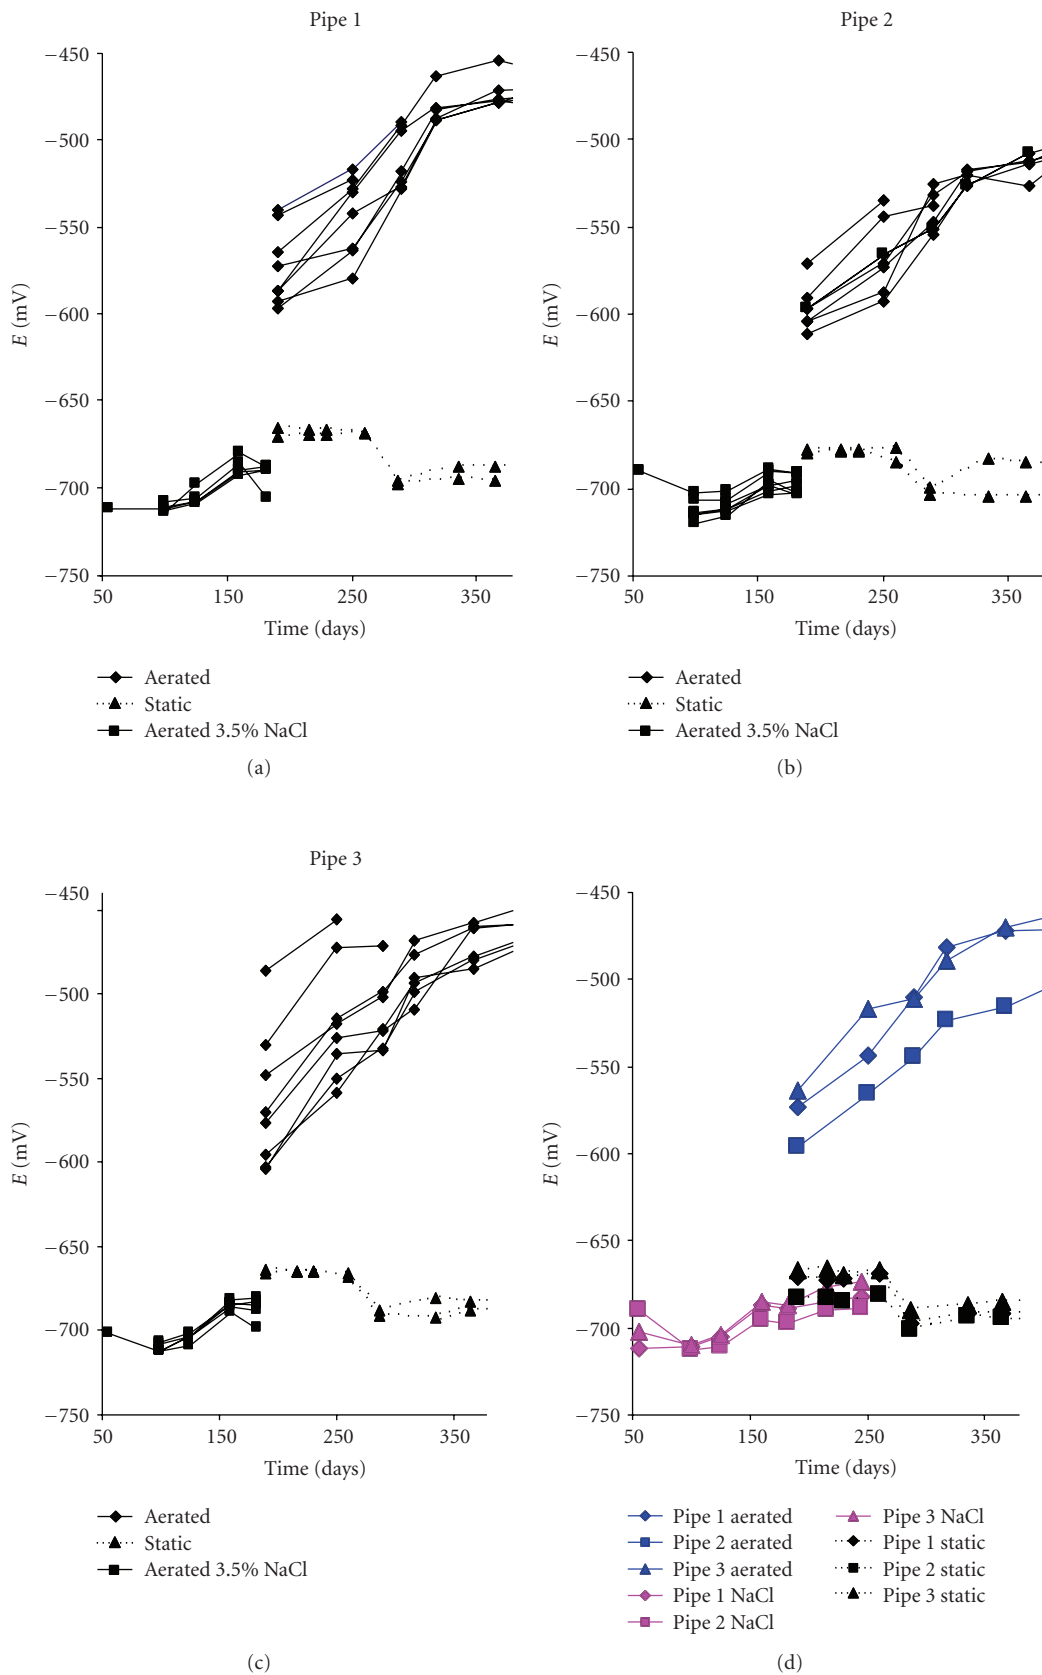 Pipe 1
−450
−500
−550
−600
−650
−700
−750
E (mV)
50
150
250
350
Time (days)
Aerated
Static
Aerated 3.5% NaCl
(a)
Pipe 2
−450
−500
−550
−600
−650
−700
−750
E (mV)
50
150
250
350
Time (days)
Aerated
Static
Aerated 3.5% NaCl
(b)
Pipe 3
−450
−500
−550
−600
−650
−700
−750
E (mV)
50
150
250
350
Time (days)
Aerated
Static
Aerated 3.5% NaCl
(c)
−450
−500
−550
−600
−650
−700
−750
E (mV)
50
150
250
350
Time (days)
Pipe 1 aerated
Pipe 2 aerated
Pipe 3 aerated
Pipe 1 NaCl
Pipe 2 NaCl
Pipe 3 NaCl
Pipe 1 static
Pipe 2 static
Pipe 3 static
(d)